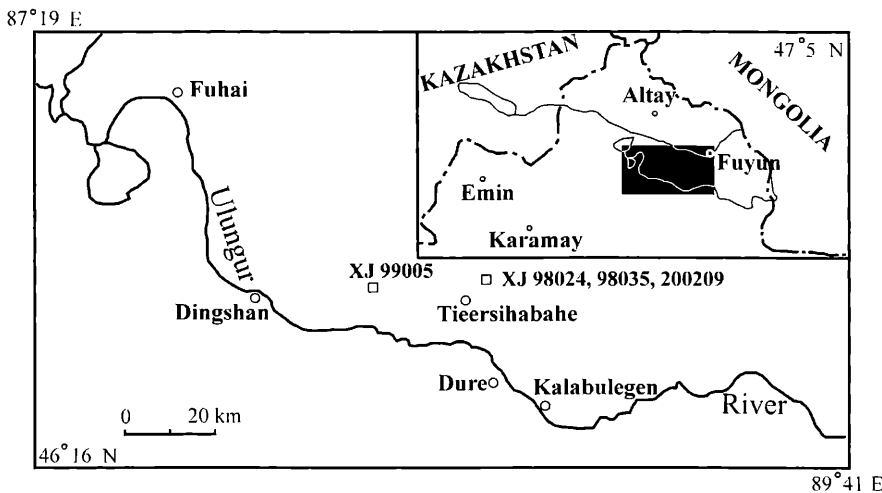 87°19 E
47°5 N
KAZAKHSTAN
MONGOLIA
Altay
Fuyun
Emin
Karamay
Fuhai
Ulungur
XJ 99005
XJ 98024, 98035, 200209
Dingshan
Tieersihabahe
Dure
Kalabulegen
River
0 20 km
46°16 N
89°41 E